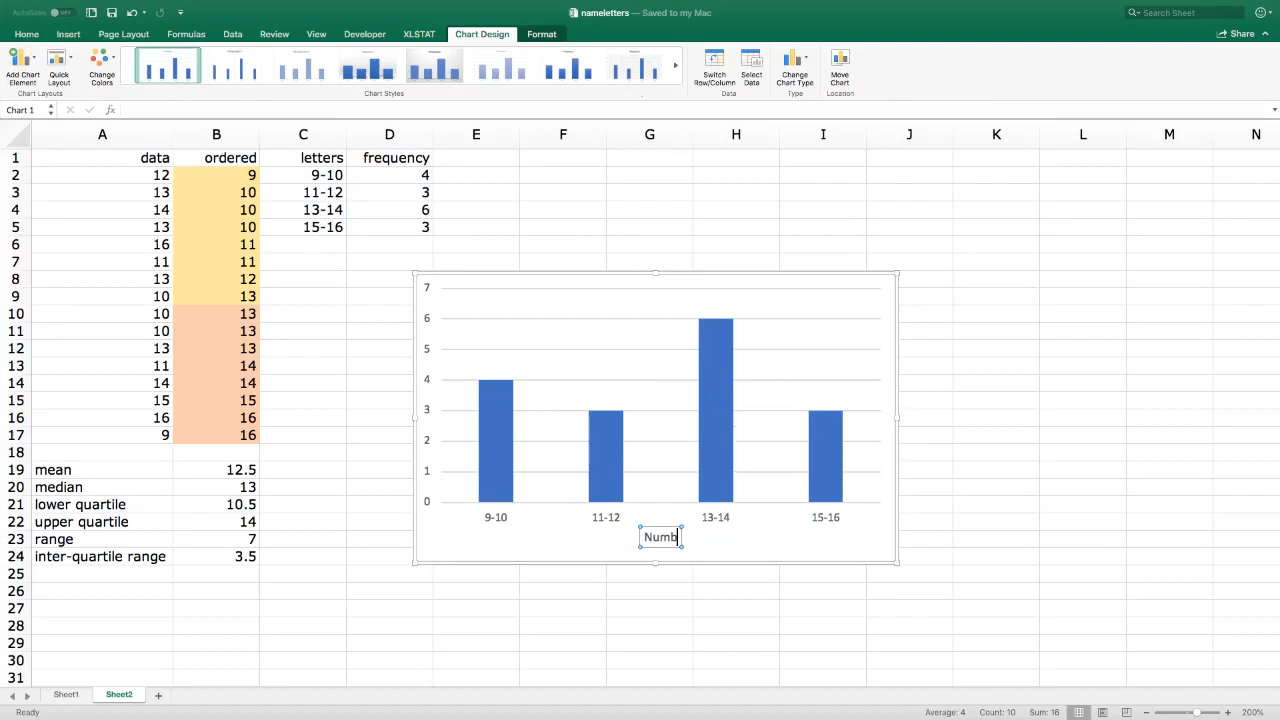 AutoSave OFF
nameletters — Saved to my Mac
Search Sheet
Home Insert Page Layout Formulas Data Review View Developer XLSTAT Chart Design Format
Share
Add Chart Element
Quick Layout
Change Colors
Switch Row/Column
Select Data
Change Chart Type
Move Chart
Chart Layouts Chart Styles Data Type Location
Chart 1 fx
A B C D E F G H I J K L M N
1 data ordered letters frequency
2 12 9 9-10 4
3 13 10 11-12 3
4 14 10 13-14 6
5 13 10 15-16 3
6 16 11
7 11 11
8 13 12
9 10 13
10 10 13
11 10 13
12 13 13
13 11 14
14 14 14
15 15 15
16 16 16
17 9 16
18
19 mean 12.5
20 median 13
21 lower quartile 10.5
22 upper quartile 14
23 range 7
24 inter-quartile range 3.5
25
26
27
28
29
30
31
7
6
5
4
3
2
1
0
9-10 11-12 13-14 15-16
Numb
Sheet1 Sheet2 +
Ready Average: 4 Count: 10 Sum: 16 200%